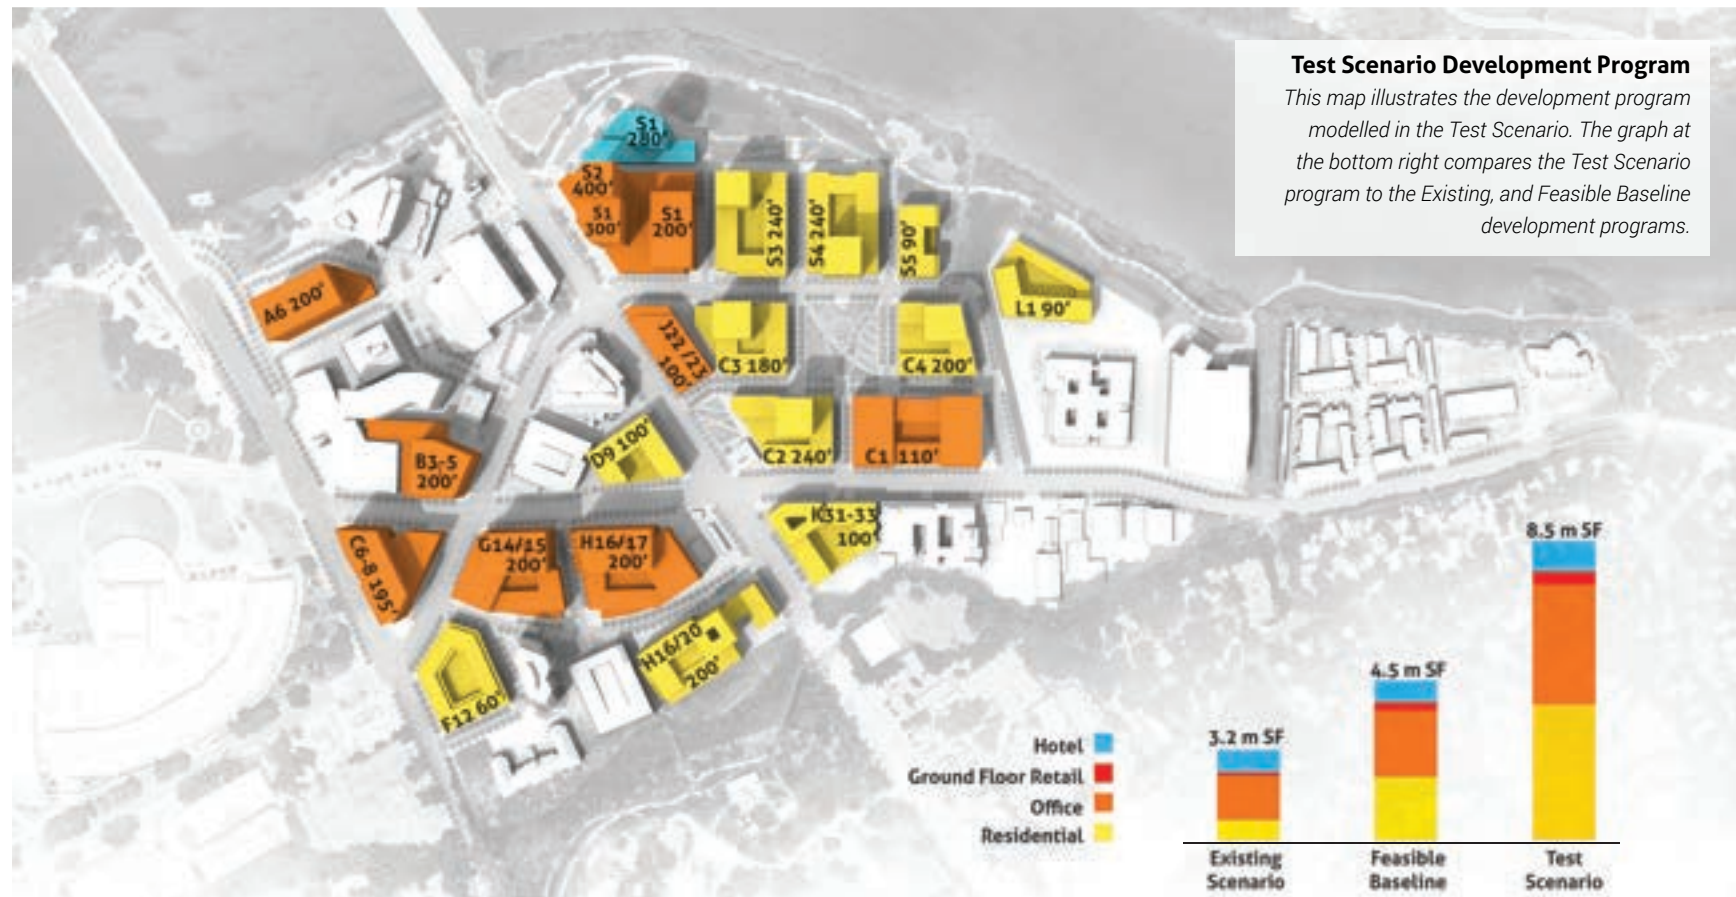 Test Scenario Development Program
This map illustrates the development program
modelled in the Test Scenario. The graph at
the bottom right compares the Test Scenario
program to the Existing, and Feasible Baseline
development programs.
S1
S2
400'
S1
300'
S1
200'
S3 240'
S4 240'
S5 90'
L1 90'
A6 200'
J22/23
100'
C3 180'
C4 200'
B3-5
200'
D9 100'
C2 240'
C1 110'
K31-33
100'
C6-8 195'
G14/15
200'
H16/17
200'
H16/20
200'
F12 60'
Hotel
Ground Floor Retail
Office
Residential
3.2 m SF
4.5 m SF
8.5 m SF
Existing
Scenario
Feasible
Baseline
Test
Scenario